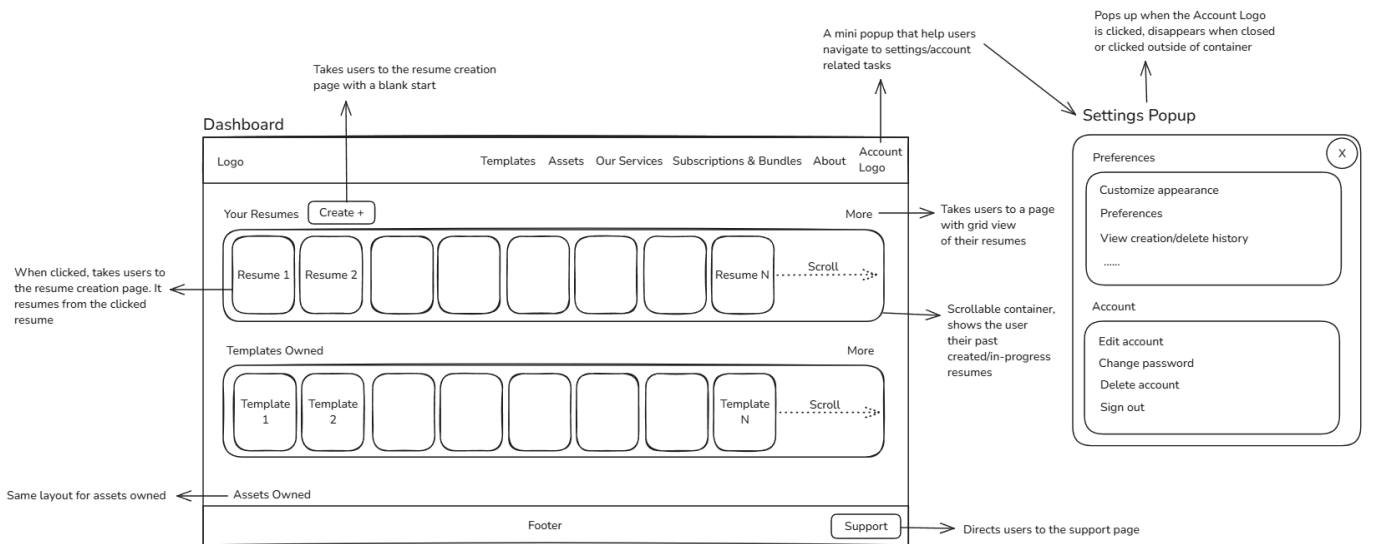 Pops up when the Account Logo
is clicked, disappears when closed
or clicked outside of container
A mini popup that help users
navigate to settings/account
related tasks
Takes users to the resume creation
page with a blank start
Dashboard
Logo
Templates
Assets
Our Services
Subscriptions & Bundles
About
Account
Logo
Your Resumes
Create +
More
Takes users to a page
with grid view
of their resumes
Resume 1
Resume 2
Resume N
Scroll
When clicked, takes users to
the resume creation page. It
resumes from the clicked
resume
Scrollable container,
shows the user
their past
created/in-progress
resumes
Templates Owned
More
Template
1
Template
2
Template
N
Scroll
Same layout for assets owned
Assets Owned
Footer
Support
Directs users to the support page
Settings Popup
X
Preferences
Customize appearance
Preferences
View creation/delete history
......
Account
Edit account
Change password
Delete account
Sign out